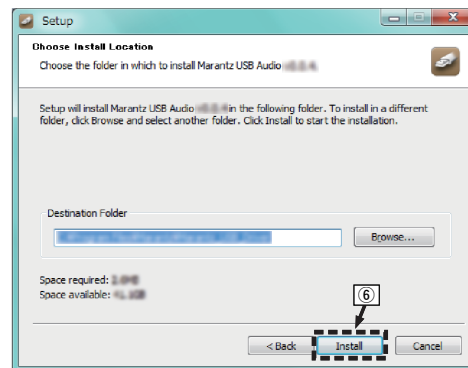 Setup
Choose Install Location
Choose the folder in which to install Marantz USB Audio
Setup will install Marantz USB Audio in the following folder. To install in a different
folder, click Browse and select another folder. Click Install to start the installation.
Destination Folder
Browse...
Space required:
Space available:
⑥
< Back Install Cancel